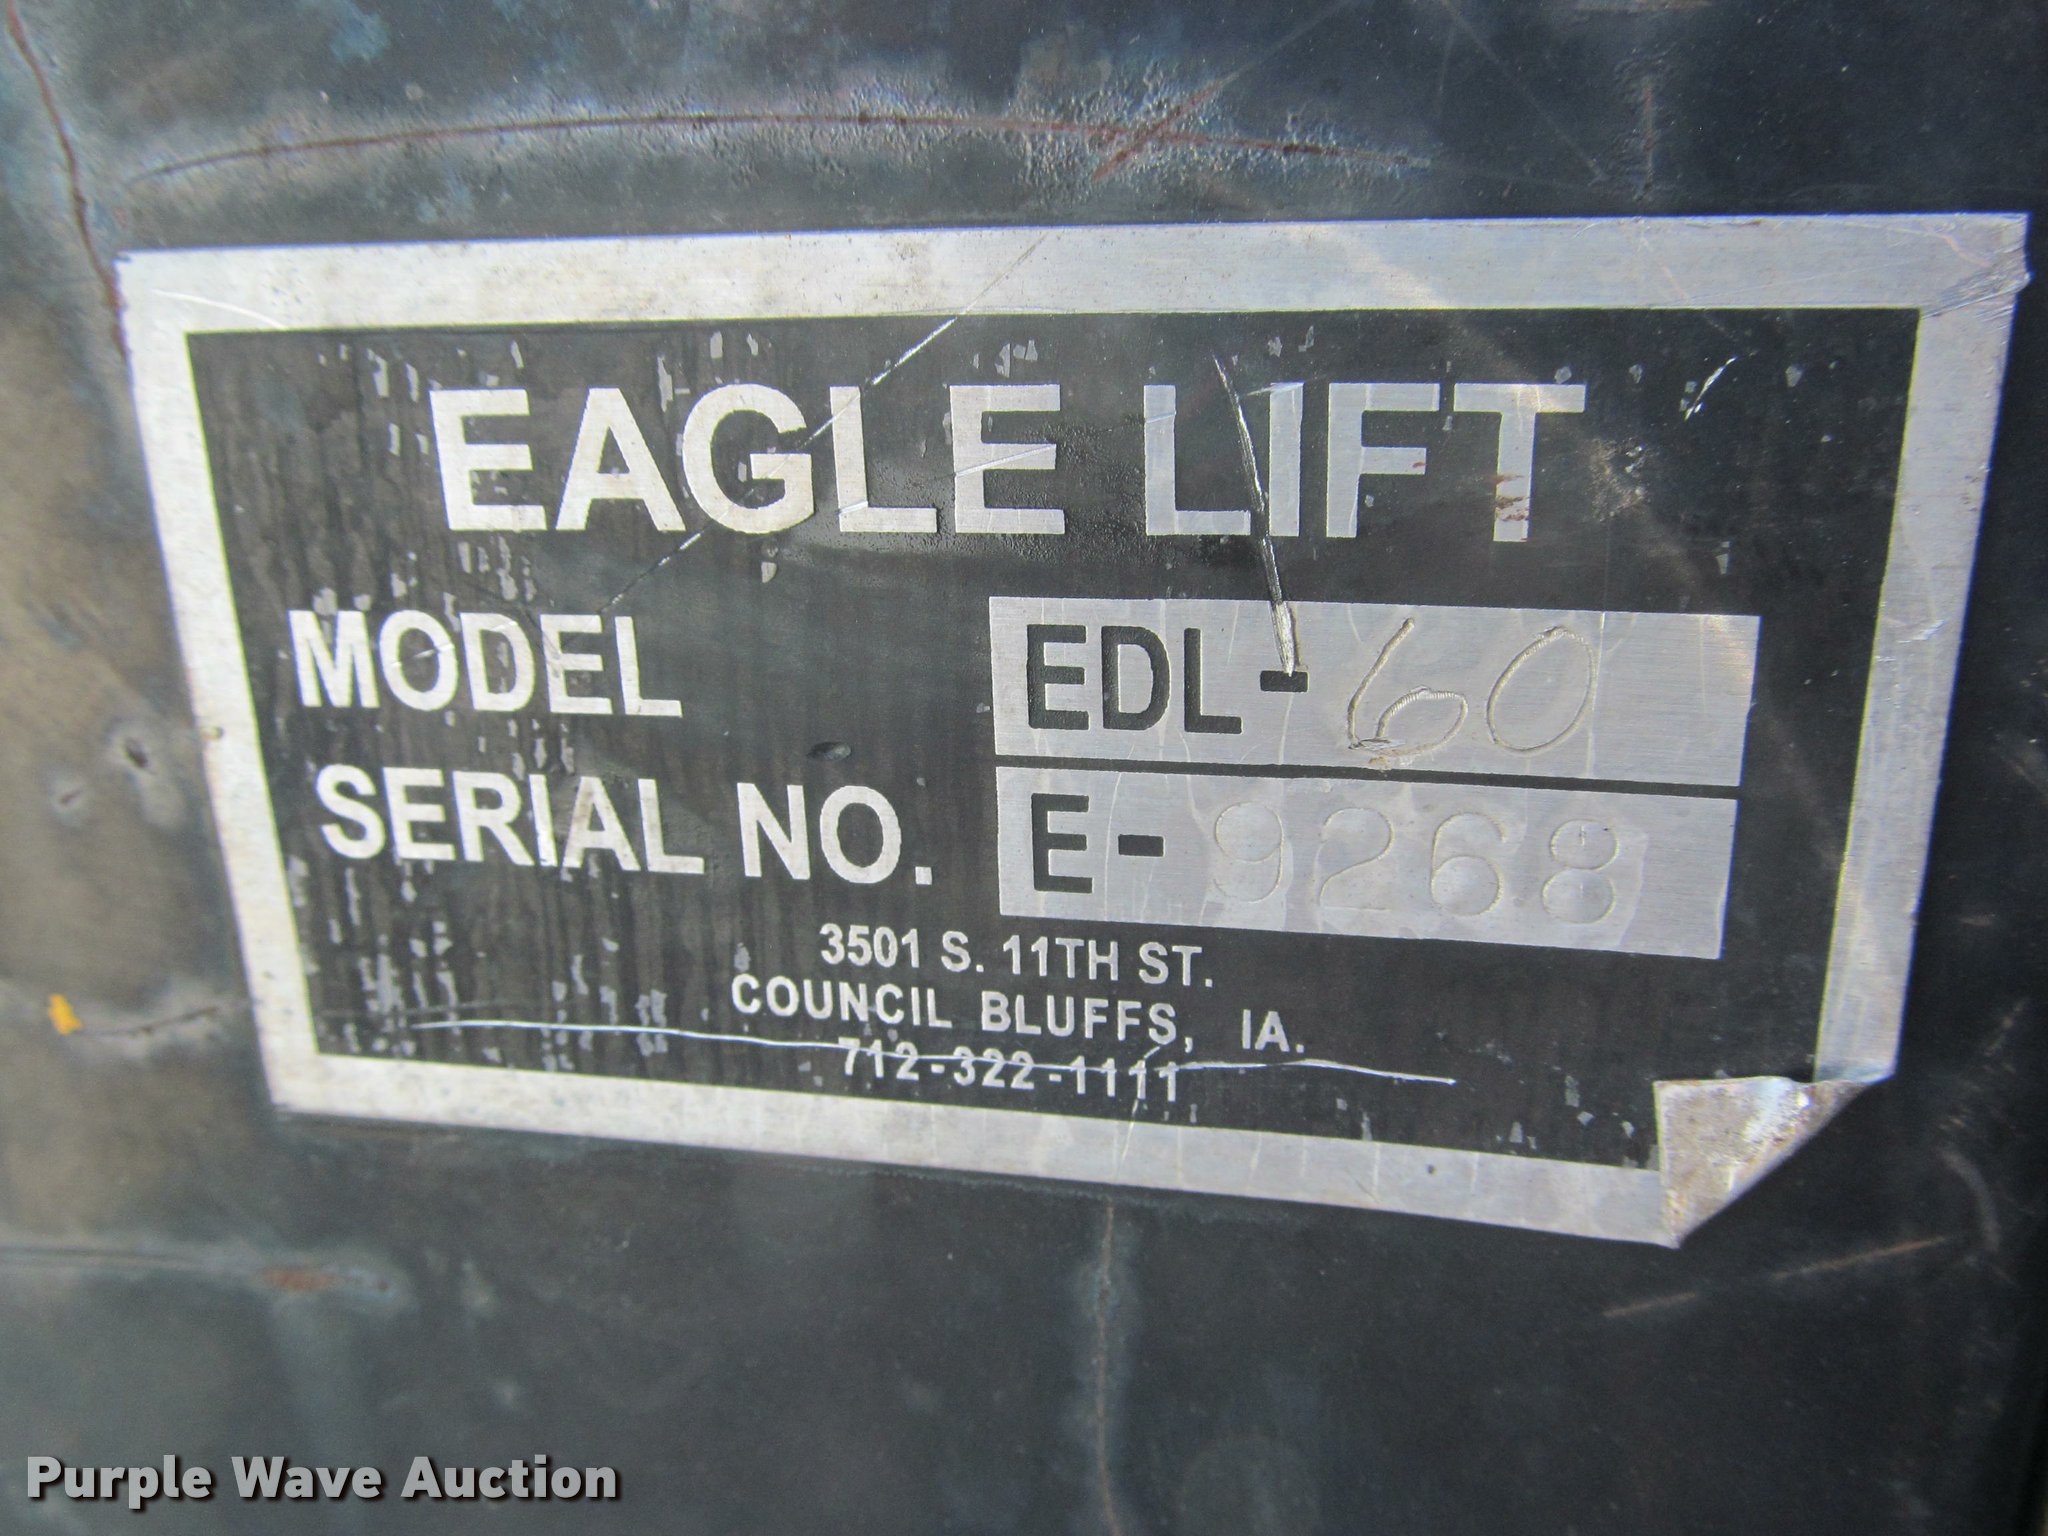 EAGLE LIFT
MODEL EDL-60
SERIAL NO. E-9268
3501 S. 11TH ST.
COUNCIL BLUFFS, IA.
712-322-1111
Purple Wave Auction